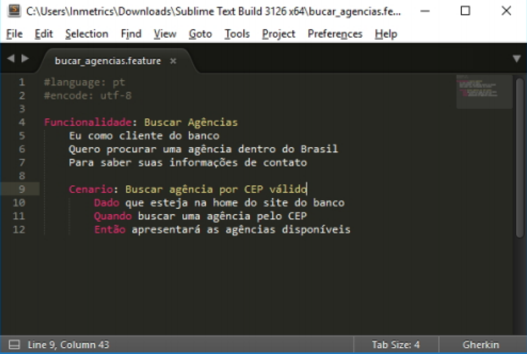 C:\Users\Inmetrics\Downloads\Sublime Text Build 3126 x64\bucar_agencias.fe...
File Edit Selection Find View Goto Tools Project Preferences Help
bucar_agencias.feature ×
1 #language: pt
2 #encode: utf-8
3
4 Funcionalidade: Buscar Agências
5 Eu como cliente do banco
6 Quero procurar uma agência dentro do Brasil
7 Para saber suas informações de contato
8
9 Cenario: Buscar agência por CEP válido
10 Dado que esteja na home do site do banco
11 Quando buscar uma agência pelo CEP
12 Então apresentará as agências disponíveis
Line 9, Column 43 Tab Size: 4 Gherkin